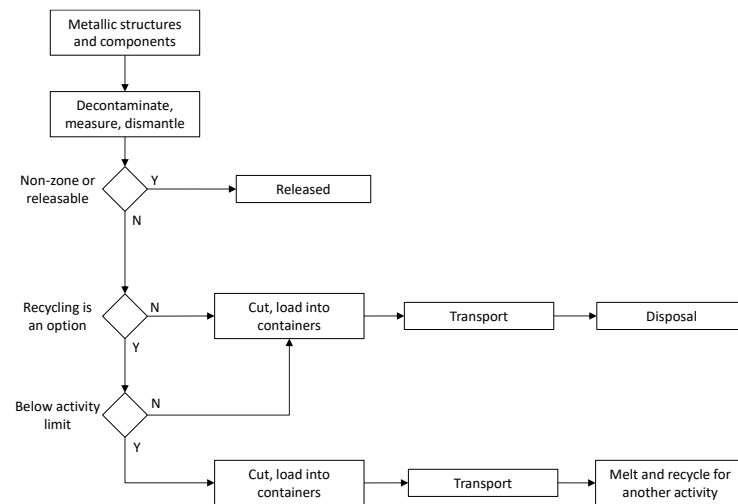 Metallic structures
and components
Decontaminate,
measure, dismantle
Non-zone or
releasable
Y
Released
N
Recycling is
an option
N
Cut, load into
containers
Transport
Disposal
Y
Below activity
limit
N
Y
Cut, load into
containers
Transport
Melt and recycle for
another activity